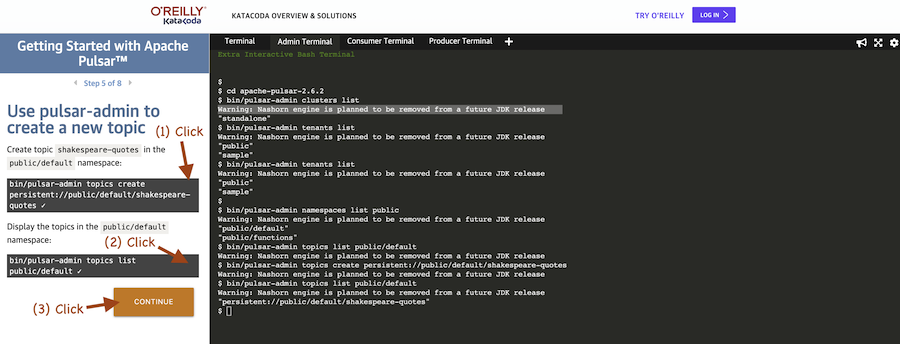 O'REILLY
Katacoda
KATACODA OVERVIEW & SOLUTIONS
TRY O'REILLY
LOG IN
Getting Started with Apache
Pulsar™
Step 5 of 8
Use pulsar-admin to
create a new topic
(1) Click
Create topic shakespeare-quotes in the
public/default namespace:
bin/pulsar-admin topics create
persistent://public/default/shakespeare-
quotes ✓
Display the topics in the public/default
namespace:
(2) Click
bin/pulsar-admin topics list
public/default ✓
(3) Click
CONTINUE
Terminal
Admin Terminal
Consumer Terminal
Producer Terminal
+
Extra Interactive Bash Terminal
$
$ cd apache-pulsar-2.6.2
$ bin/pulsar-admin clusters list
Warning: Nashorn engine is planned to be removed from a future JDK release
"standalone"
$ bin/pulsar-admin tenants list
Warning: Nashorn engine is planned to be removed from a future JDK release
"public"
"sample"
$ bin/pulsar-admin tenants list
Warning: Nashorn engine is planned to be removed from a future JDK release
"public"
"sample"
$
$ bin/pulsar-admin namespaces list public
Warning: Nashorn engine is planned to be removed from a future JDK release
"public/default"
"public/functions"
$ bin/pulsar-admin topics list public/default
Warning: Nashorn engine is planned to be removed from a future JDK release
$ bin/pulsar-admin topics create persistent://public/default/shakespeare-quotes
Warning: Nashorn engine is planned to be removed from a future JDK release
$ bin/pulsar-admin topics list public/default
Warning: Nashorn engine is planned to be removed from a future JDK release
"persistent://public/default/shakespeare-quotes"
$